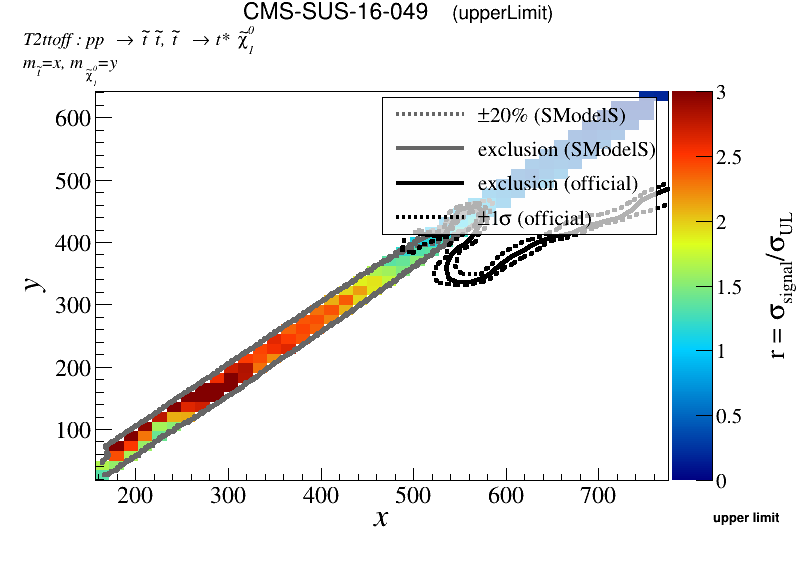 CMS-SUS-16-049 (upperLimit)
T2ttoff : pp → t̃ t̃, t̃ → t* χ̃⁰₁
m_t̃=x, m_χ̃⁰₁=y
±20% (SModelS)
exclusion (SModelS)
exclusion (official)
±1σ (official)
600
500
400
300
200
100
y
200 300 400 500 600 700
x
3
2.5
2
1.5
1
0.5
0
r = σ_signal/σ_UL
upper limit